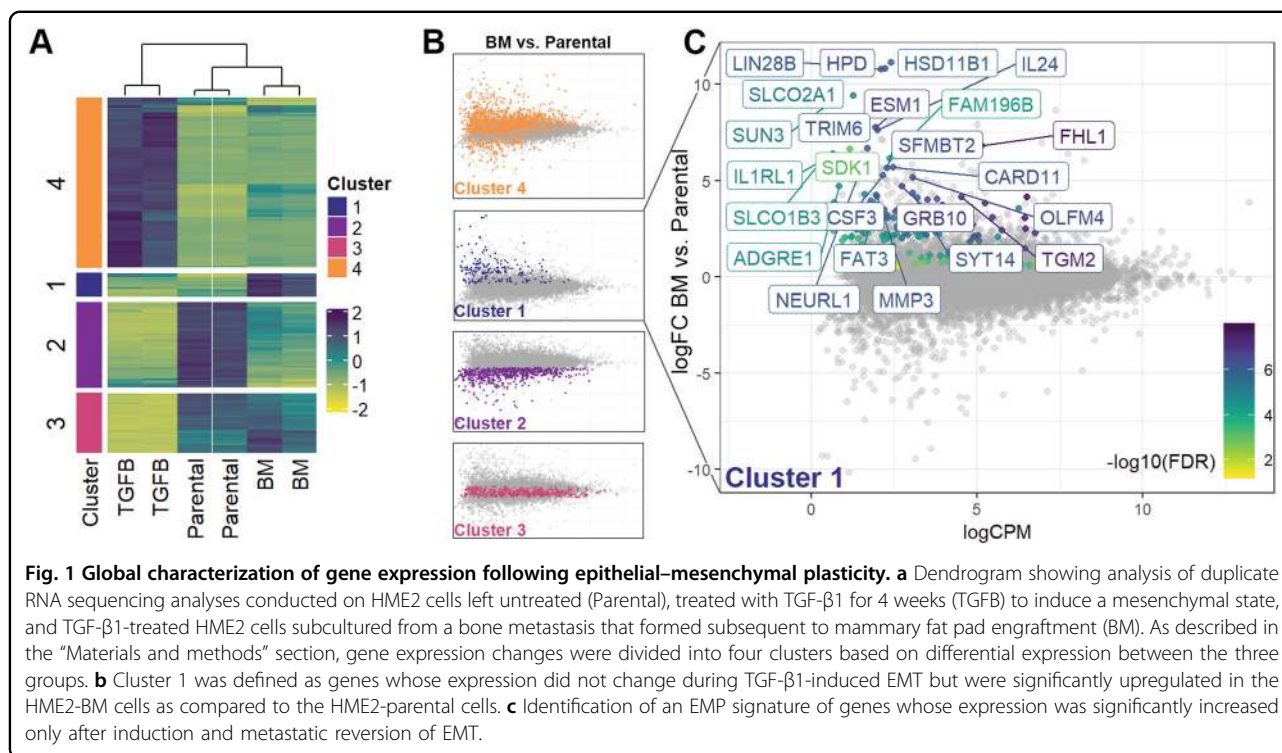 A
4
1
2
3
Cluster
TGFB
TGFB
Parental
Parental
BM
BM
Cluster
1
2
3
4
2
1
0
-1
-2
B
BM vs. Parental
Cluster 4
Cluster 1
Cluster 2
Cluster 3
C
logFC BM vs. Parental
10
5
0
-5
-10
LIN28B HPD HSD11B1 IL24
SLCO2A1 ESM1 FAM196B
SUN3 TRIM6 SFMBT2 FHL1
IL1RL1 SDK1 CARD11
SLCO1B3 CSF3 GRB10 OLFM4
ADGRE1 FAT3 SYT14 TGM2
NEURL1 MMP3
6
4
2
-log10(FDR)
Cluster 1
0 5 10
logCPM
Fig. 1 Global characterization of gene expression following epithelial–mesenchymal plasticity. a Dendrogram showing analysis of duplicate
RNA sequencing analyses conducted on HME2 cells left untreated (Parental), treated with TGF-β1 for 4 weeks (TGFB) to induce a mesenchymal state,
and TGF-β1-treated HME2 cells subcultured from a bone metastasis that formed subsequent to mammary fat pad engraftment (BM). As described in
the “Materials and methods” section, gene expression changes were divided into four clusters based on differential expression between the three
groups. b Cluster 1 was defined as genes whose expression did not change during TGF-β1-induced EMT but were significantly upregulated in the
HME2-BM cells as compared to the HME2-parental cells. c Identification of an EMP signature of genes whose expression was significantly increased
only after induction and metastatic reversion of EMT.